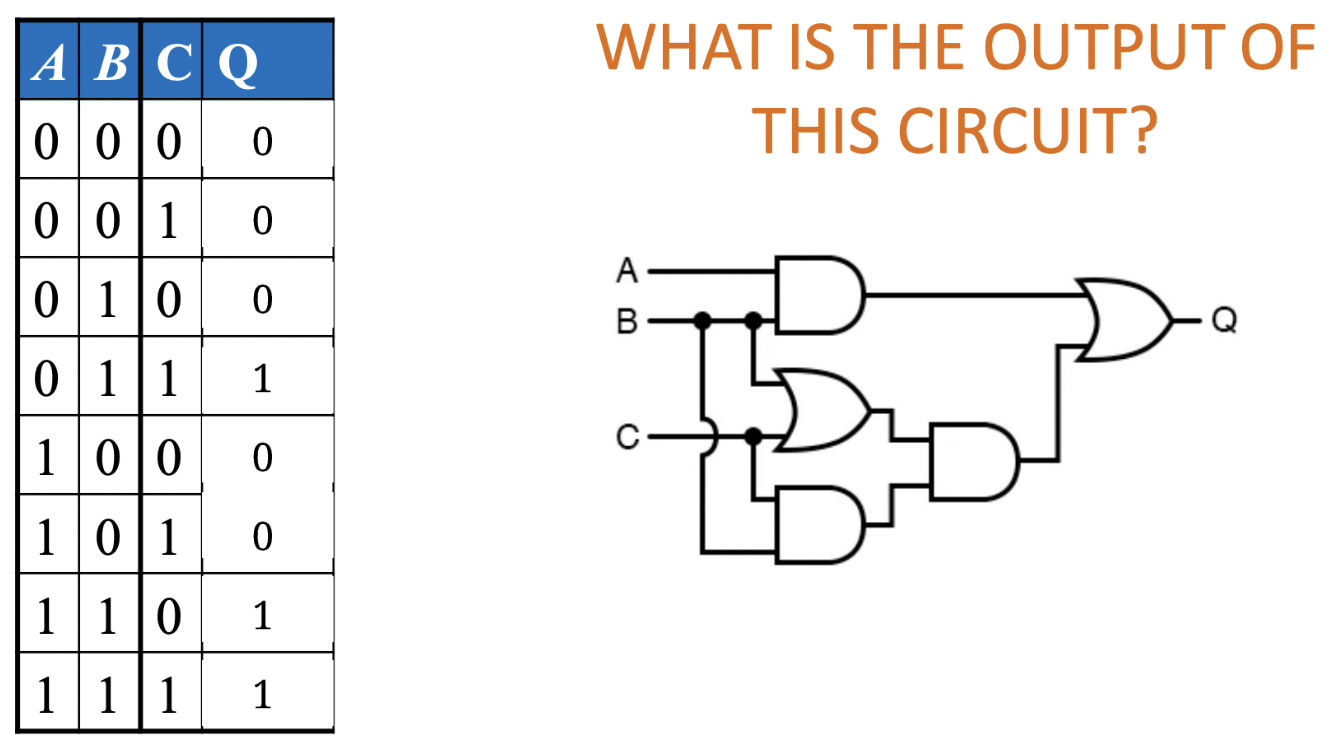 A B C Q
0 0 0 0
0 0 1 0
0 1 0 0
0 1 1 1
1 0 0 0
1 0 1 0
1 1 0 1
1 1 1 1
WHAT IS THE OUTPUT OF
THIS CIRCUIT?
A
B
Q
C